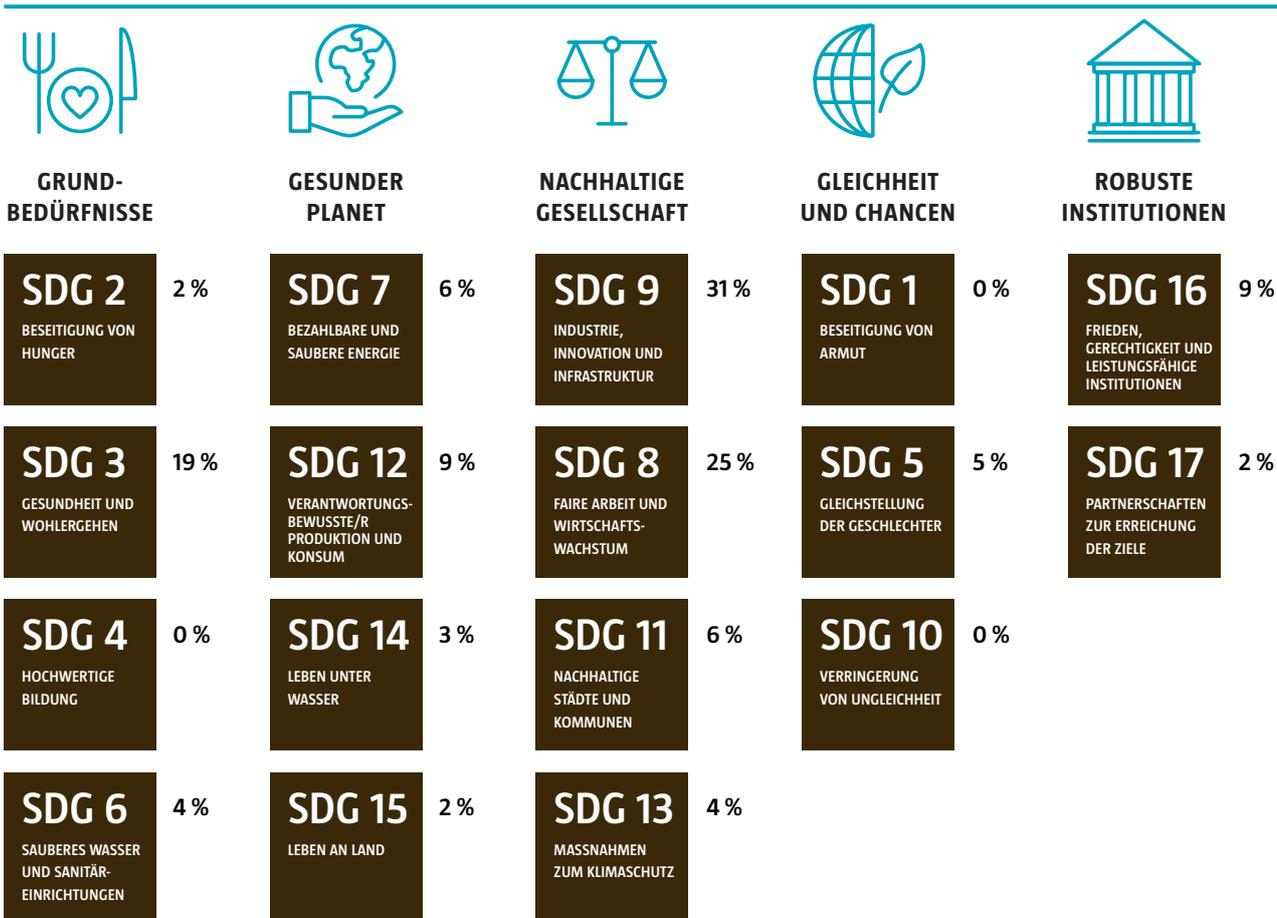 GRUND-
BEDÜRFNISSE
SDG 2
2 %
BESEITIGUNG VON
HUNGER
SDG 3
19 %
GESUNDHEIT UND
WOHLERGEHEN
SDG 4
0 %
HOCHWERTIGE
BILDUNG
SDG 6
4 %
SAUBERES WASSER
UND SANITÄR-
EINRICHTUNGEN
GESUNDER
PLANET
SDG 7
6 %
BEZAHLBARE UND
SAUBERE ENERGIE
SDG 12
9 %
VERANTWORTUNGS-
BEWUSSTE/R
PRODUKTION UND
KONSUM
SDG 14
3 %
LEBEN UNTER
WASSER
SDG 15
2 %
LEBEN AN LAND
NACHHALTIGE
GESELLSCHAFT
SDG 9
31 %
INDUSTRIE,
INNOVATION UND
INFRASTRUKTUR
SDG 8
25 %
FAIRE ARBEIT UND
WIRTSCHAFTS-
WACHSTUM
SDG 11
6 %
NACHHALTIGE
STÄDTE UND
KOMMUNEN
SDG 13
4 %
MASSNAHMEN
ZUM KLIMASCHUTZ
GLEICHHEIT
UND CHANCEN
SDG 1
0 %
BESEITIGUNG VON
ARMUT
SDG 5
5 %
GLEICHSTELLUNG
DER GESCHLECHTER
SDG 10
0 %
VERRINGERUNG
VON UNGLEICHHEIT
ROBUSTE
INSTITUTIONEN
SDG 16
9 %
FRIEDEN,
GERECHTIGKEIT UND
LEISTUNGSFÄHIGE
INSTITUTIONEN
SDG 17
2 %
PARTNERSCHAFTEN
ZUR ERREICHUNG
DER ZIELE